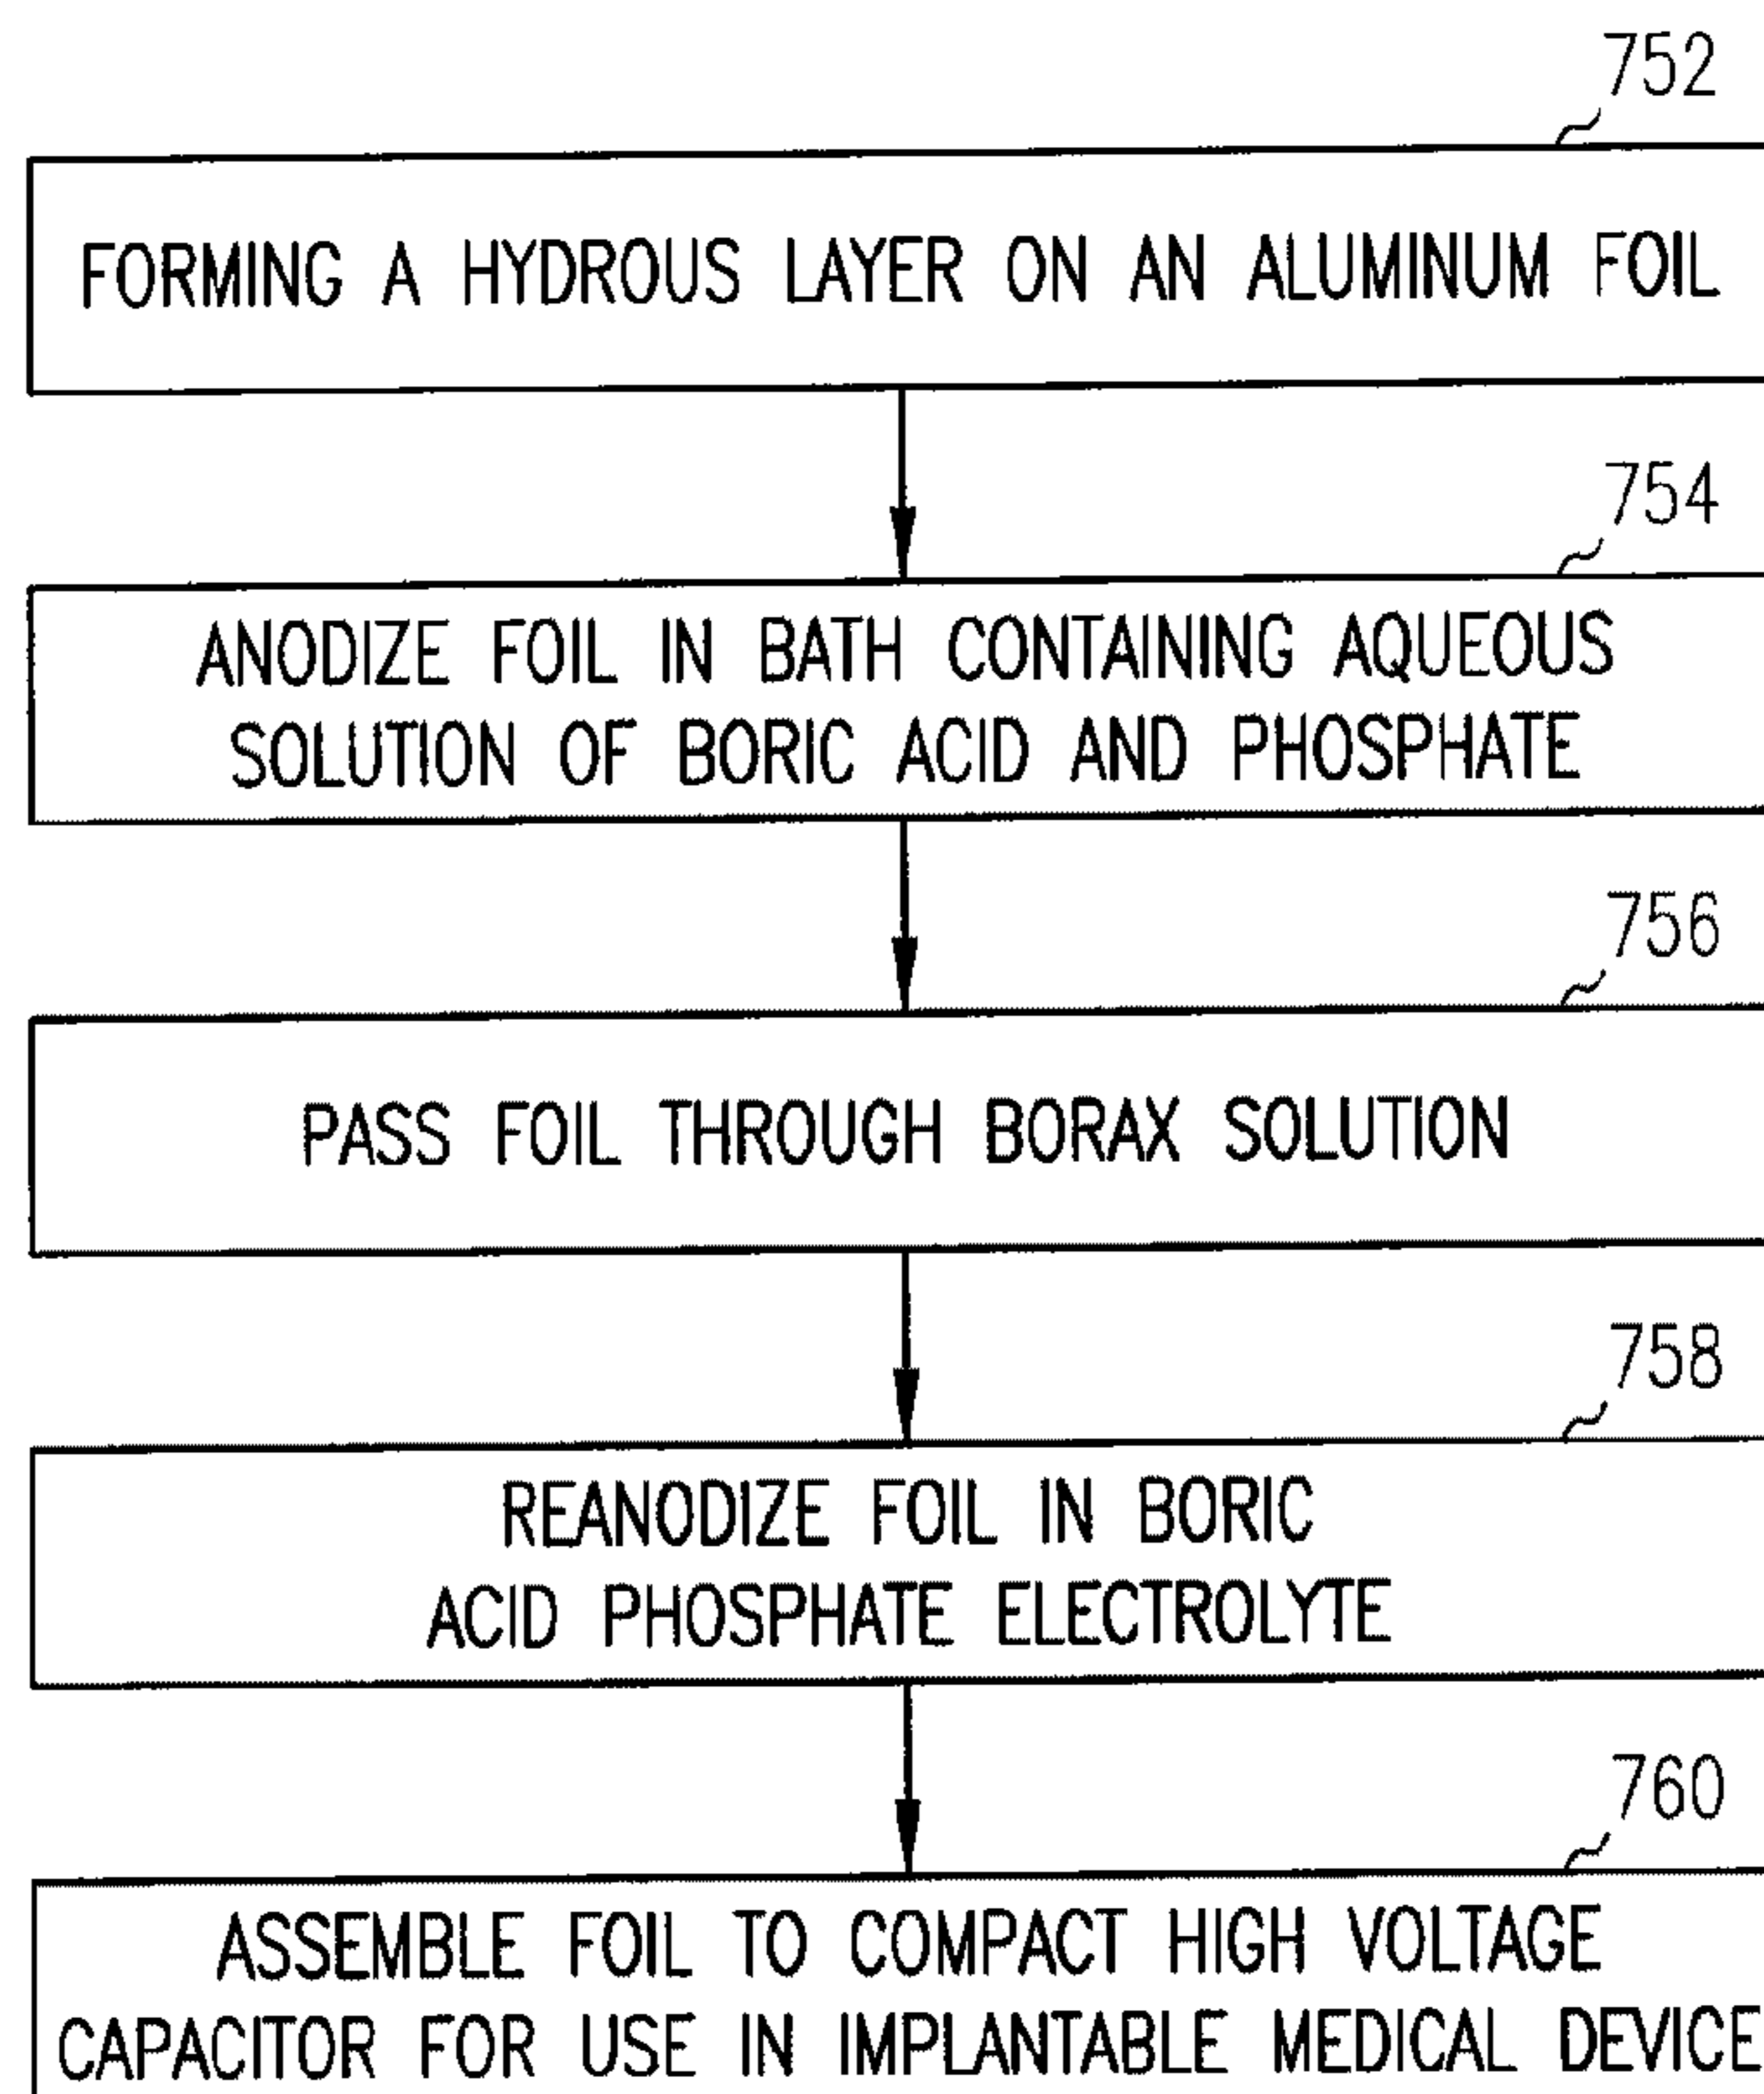 752
FORMING A HYDROUS LAYER ON AN ALUMINUM FOIL
754
ANODIZE FOIL IN BATH CONTAINING AQUEOUS
SOLUTION OF BORIC ACID AND PHOSPHATE
756
PASS FOIL THROUGH BORAX SOLUTION
758
REANODIZE FOIL IN BORIC
ACID PHOSPHATE ELECTROLYTE
760
ASSEMBLE FOIL TO COMPACT HIGH VOLTAGE
CAPACITOR FOR USE IN IMPLANTABLE MEDICAL DEVICE